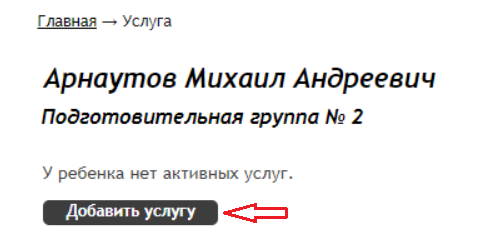 Главная → Услуга
Арнаутов Михаил Андреевич
Подготовительная группа № 2
У ребенка нет активных услуг.
Добавить услугу